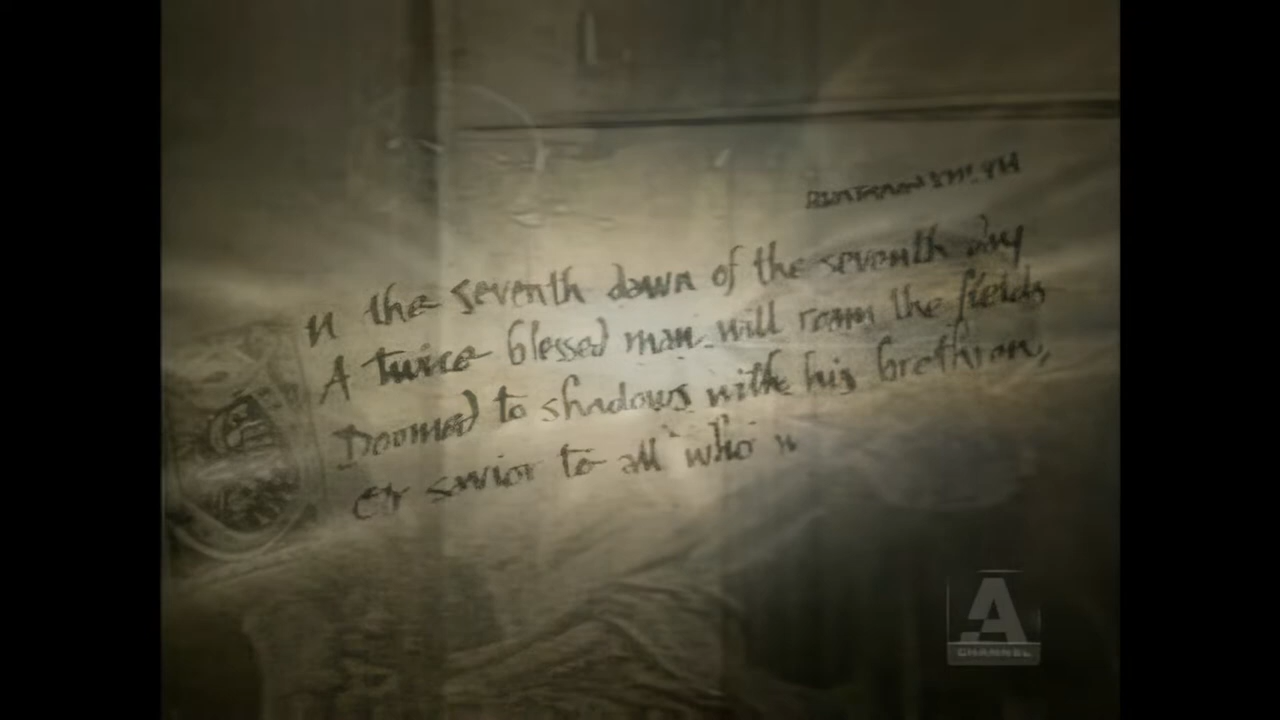 n the seventh dawn of the seventh day
A twice blessed man will roam the fields
Doomed to shadows with his brethren,
Or savior to all who w
A
CHANNEL